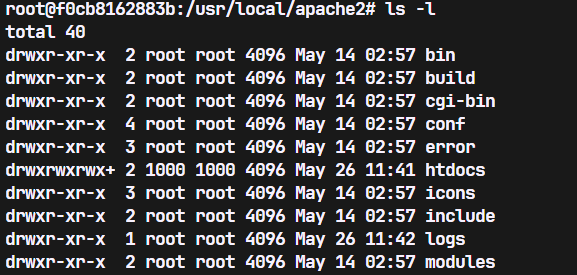 root@f0cb8162883b:/usr/local/apache2# ls -l
total 40
drwxr-xr-x  2 root root 4096 May 14 02:57 bin
drwxr-xr-x  2 root root 4096 May 14 02:57 build
drwxr-xr-x  2 root root 4096 May 14 02:57 cgi-bin
drwxr-xr-x  4 root root 4096 May 14 02:57 conf
drwxr-xr-x  3 root root 4096 May 14 02:57 error
drwxrwxrwx+ 2 1000 1000 4096 May 26 11:41 htdocs
drwxr-xr-x  3 root root 4096 May 14 02:57 icons
drwxr-xr-x  2 root root 4096 May 14 02:57 include
drwxr-xr-x  1 root root 4096 May 26 11:42 logs
drwxr-xr-x  2 root root 4096 May 14 02:57 modules